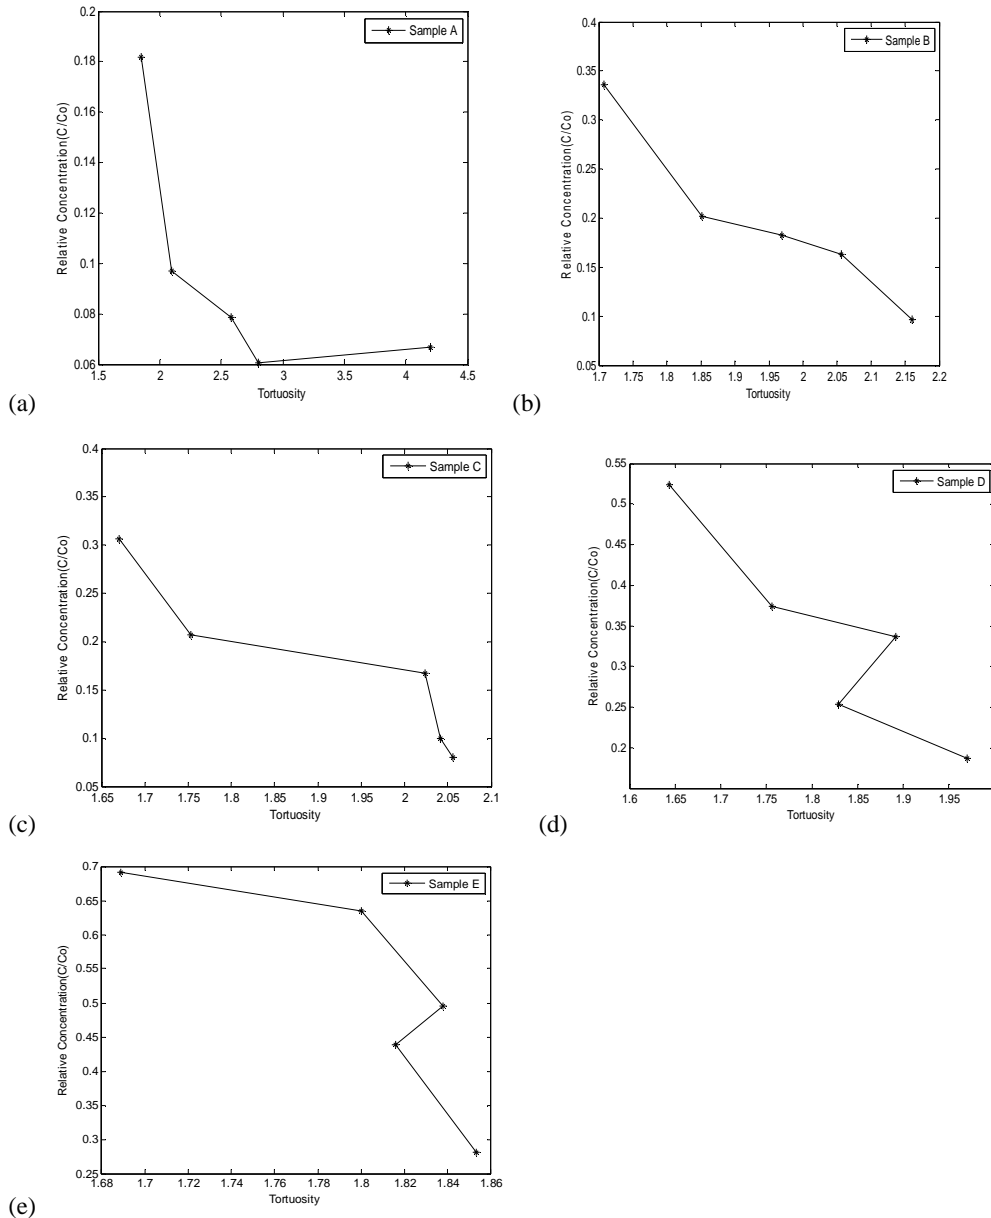 0.2
0.18
0.16
0.14
0.12
0.1
0.08
0.06
1.5 2 2.5 3 3.5 4 4.5
Relative Concentration(C/Co)
Tortuosity
Sample A
(a)
0.4
0.35
0.3
0.25
0.2
0.15
0.1
0.05
1.7 1.75 1.8 1.85 1.9 1.95 2 2.05 2.1 2.15 2.2
Relative Concentration(C/Co)
Tortuosity
Sample B
(b)
0.4
0.35
0.3
0.25
0.2
0.15
0.1
0.05
1.65 1.7 1.75 1.8 1.85 1.9 1.95 2 2.05 2.1
Relative Concentration(C/Co)
Tortuosity
Sample C
(c)
0.55
0.5
0.45
0.4
0.35
0.3
0.25
0.2
1.6 1.65 1.7 1.75 1.8 1.85 1.9 1.95
Relative Concentration(C/Co)
Tortuosity
Sample D
(d)
0.7
0.65
0.6
0.55
0.5
0.45
0.4
0.35
0.3
0.25
1.68 1.7 1.72 1.74 1.76 1.78 1.8 1.82 1.84 1.86
Relative Concentration(C/Co)
Tortuosity
Sample E
(e)